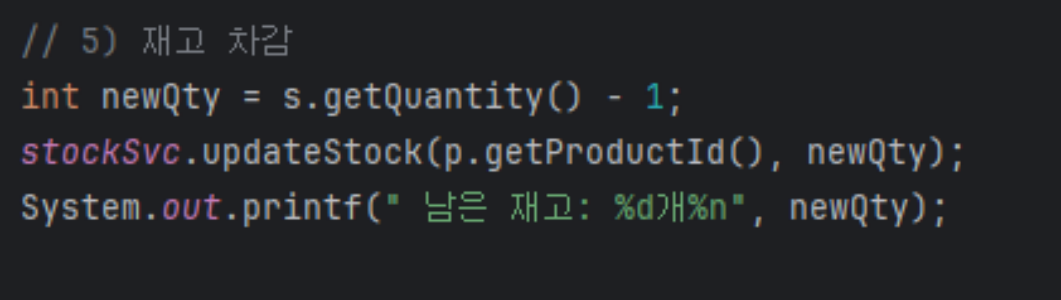 // 5) 재고 차감
int newQty = s.getQuantity() - 1;
stockSvc.updateStock(p.getProductId(), newQty);
System.out.printf(" 남은 재고: %d개%n", newQty);